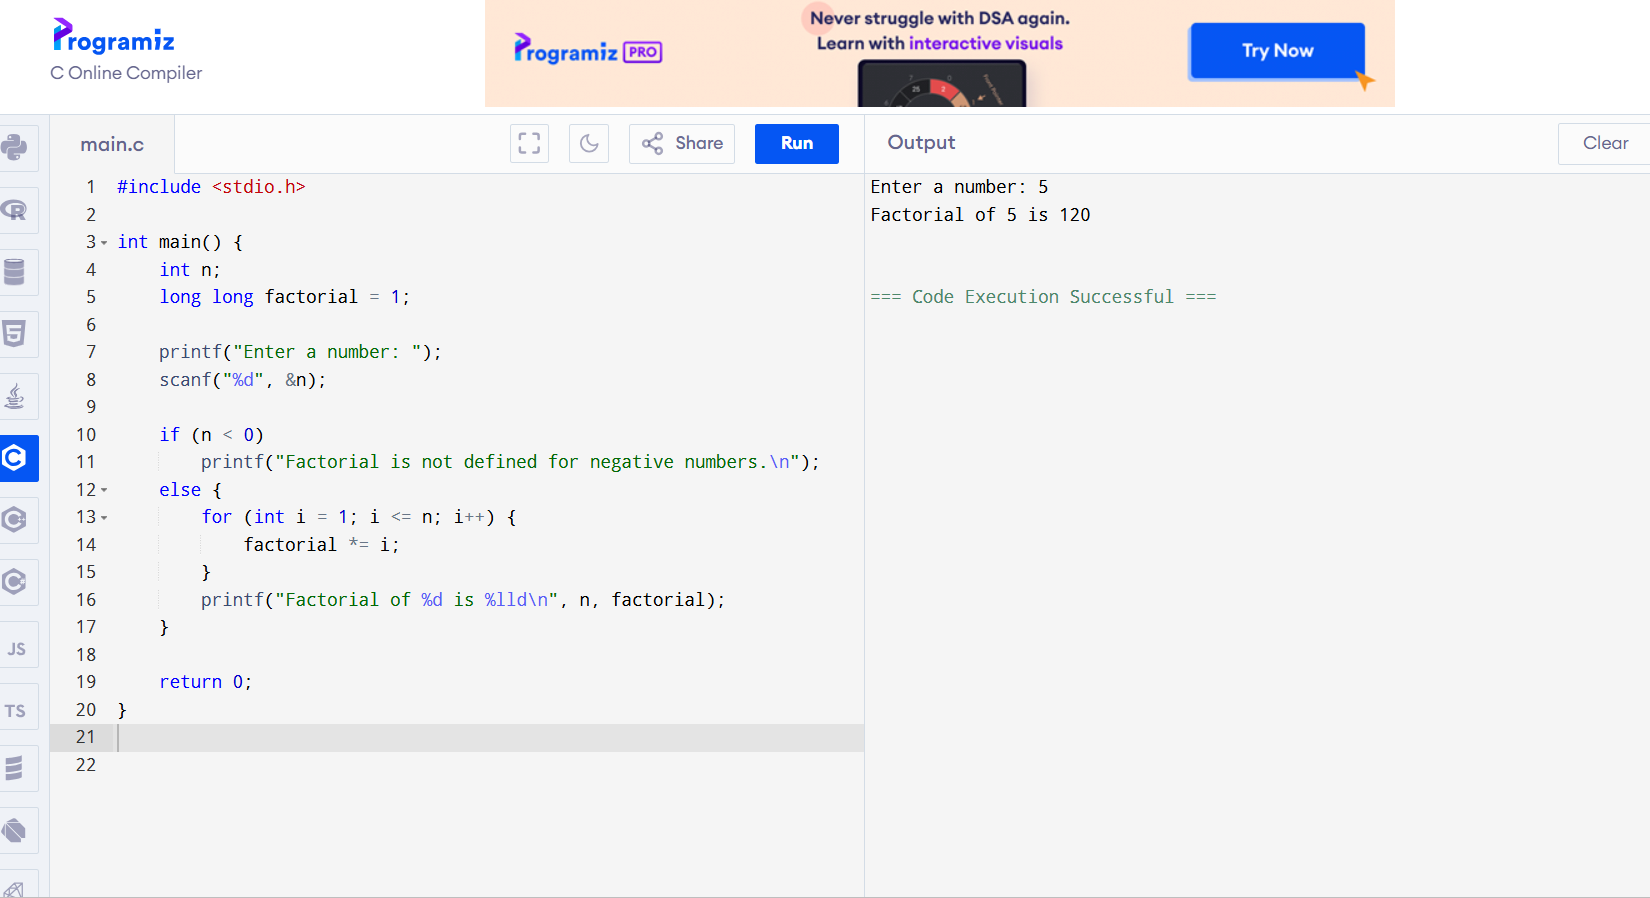 Programiz
C Online Compiler
Programiz PRO
Never struggle with DSA again.
Learn with interactive visuals
Try Now
main.c
Share
Run
Output
Clear
1 #include <stdio.h>
2
3 int main() {
4     int n;
5     long long factorial = 1;
6
7     printf("Enter a number: ");
8     scanf("%d", &n);
9
10     if (n < 0)
11         printf("Factorial is not defined for negative numbers.\n");
12     else {
13         for (int i = 1; i <= n; i++) {
14             factorial *= i;
15         }
16         printf("Factorial of %d is %lld\n", n, factorial);
17     }
18
19     return 0;
20 }
21
22
Enter a number: 5
Factorial of 5 is 120
=== Code Execution Successful ===
JS
TS